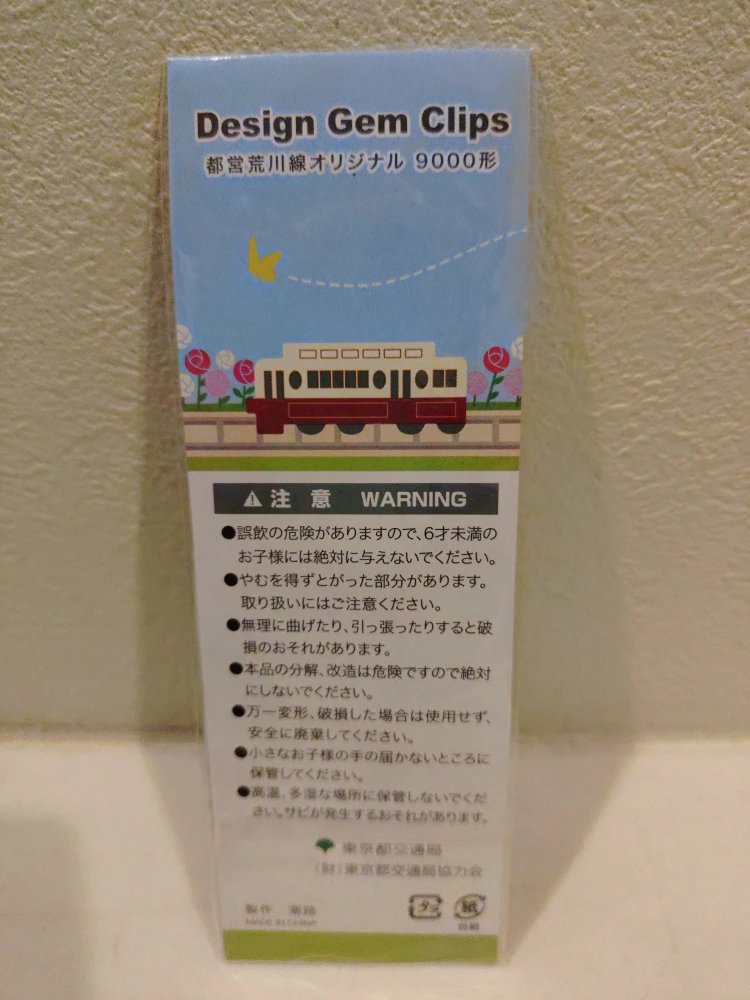 Design Gem Clips
都営荒川線オリジナル 9000形
注 意 WARNING
●誤飲の危険がありますので、6才未満の
お子様には絶対に与えないでください。
●やむを得ずとがった部分があります。
取り扱いにはご注意ください。
●無理に曲げたり、引っ張ったりすると破
損のおそれがあります。
●本品の分解、改造は危険ですので絶対
にしないでください。
●万一変形、破損した場合は使用せず、
安全に廃棄してください。
●小さなお子様の手の届かないところに
保管してください。
●高温、多湿な場所に保管しないでくだ
さい。サビが発生するおそれがあります。
東京都交通局
(財)東京都交通局協力会
製作
MADE IN CHINA
プラ
紙
台紙